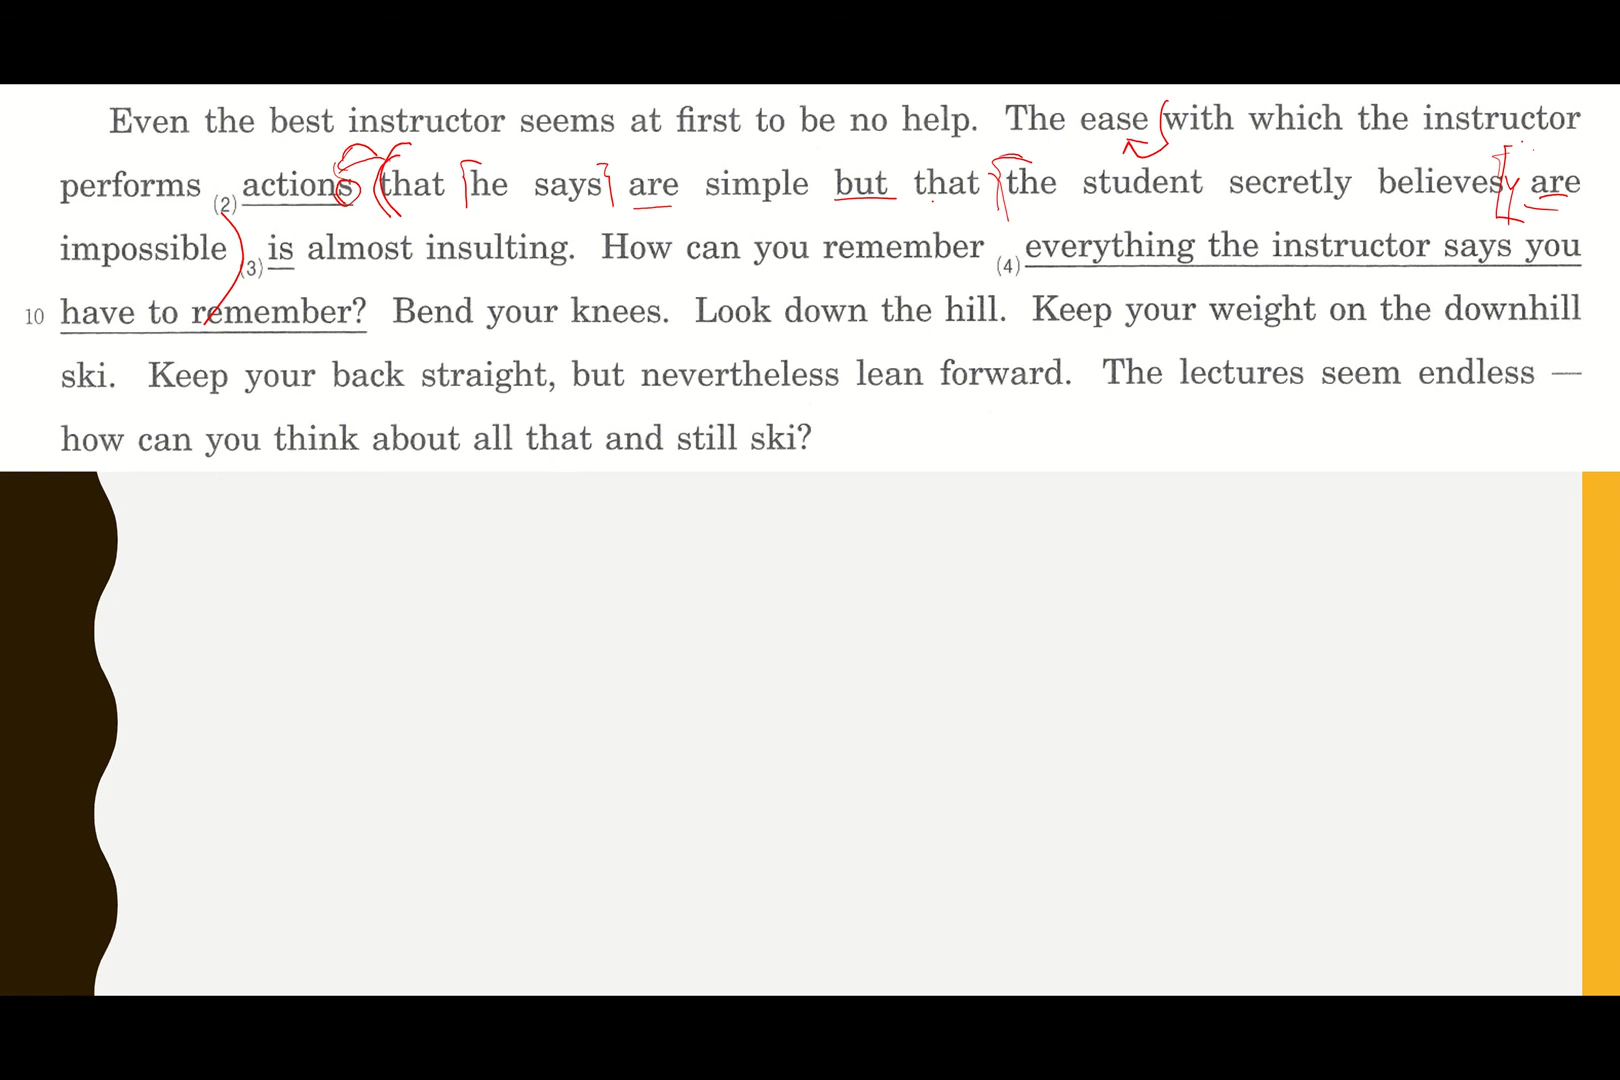 Even the best instructor seems at first to be no help. The ease with which the instructor
performs (2) actions that he says are simple but that the student secretly believes are
impossible (3) is almost insulting. How can you remember (4) everything the instructor says you
10 have to remember? Bend your knees. Look down the hill. Keep your weight on the downhill
ski. Keep your back straight, but nevertheless lean forward. The lectures seem endless —
how can you think about all that and still ski?